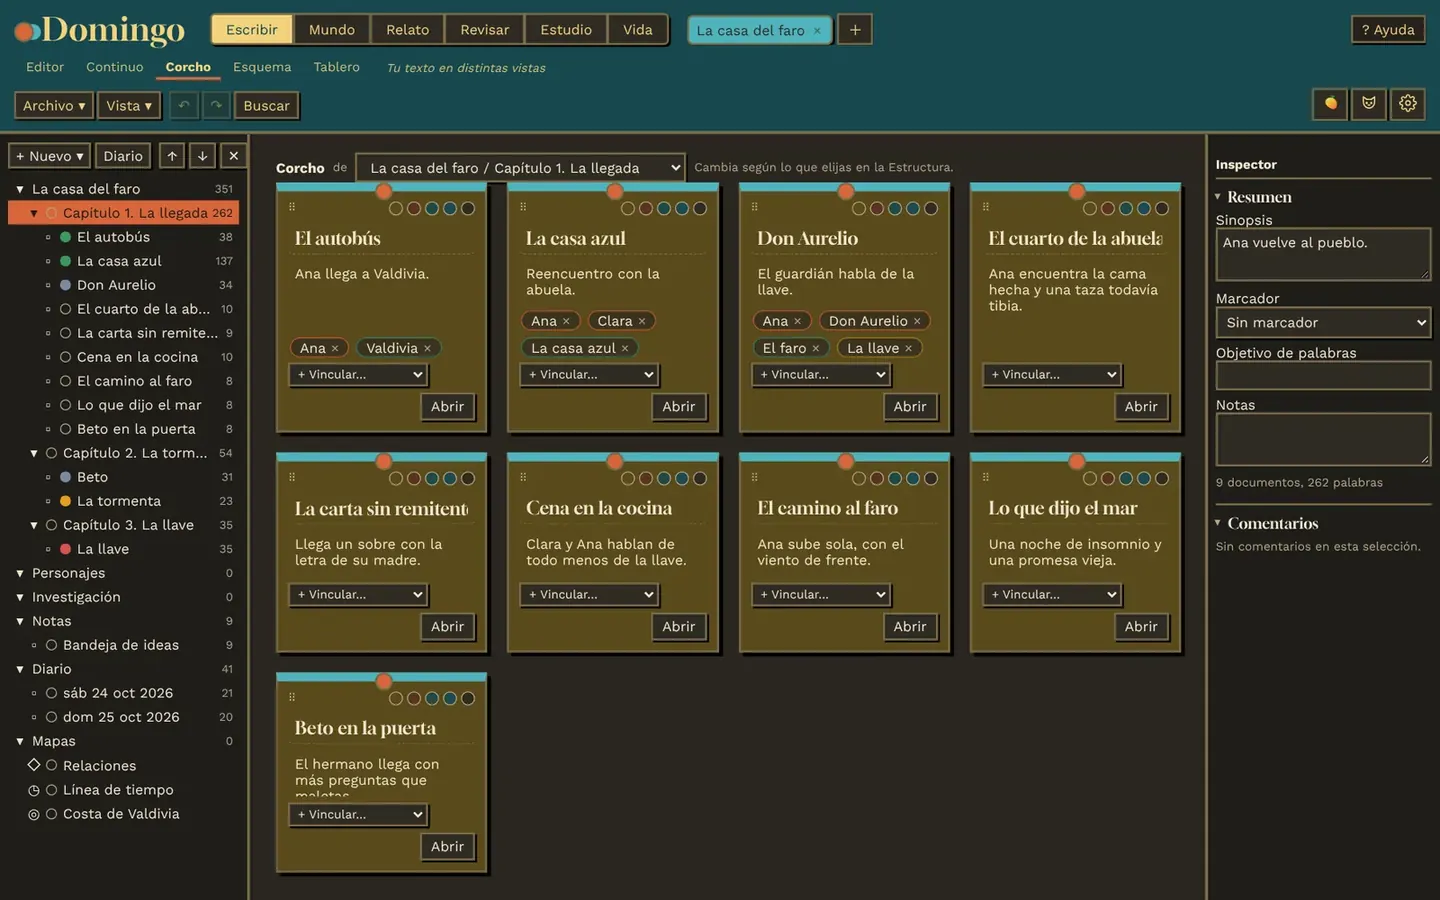 Domingo
Escribir Mundo Relato Revisar Estudio Vida
La casa del faro ×
+
? Ayuda
Editor Continuo Corcho Esquema Tablero
Tu texto en distintas vistas
Archivo ▾ Vista ▾ ↶ ↷ Buscar
+ Nuevo ▾ Diario ↑ ↓ ✕
▼ La casa del faro 351
▼ Capítulo 1. La llegada 262
El autobús 38
La casa azul 137
Don Aurelio 34
El cuarto de la ab... 10
La carta sin remite... 9
Cena en la cocina 10
El camino al faro 8
Lo que dijo el mar 8
Beto en la puerta 8
▼ Capítulo 2. La torm... 54
Beto 31
La tormenta 23
▼ Capítulo 3. La llave 35
La llave 35
▼ Personajes 0
▼ Investigación 0
▼ Notas 9
Bandeja de ideas 9
▼ Diario 41
sáb 24 oct 2026 21
dom 25 oct 2026 20
▼ Mapas 0
Relaciones
Línea de tiempo
Costa de Valdivia
Corcho de La casa del faro / Capítulo 1. La llegada Cambia según lo que elijas en la Estructura.
El autobús
Ana llega a Valdivia.
Ana × Valdivia ×
+ Vincular...
Abrir
La casa azul
Reencuentro con la
abuela.
Ana × Clara ×
La casa azul ×
+ Vincular...
Abrir
Don Aurelio
El guardián habla de la
llave.
Ana × Don Aurelio ×
El faro × La llave ×
+ Vincular...
Abrir
El cuarto de la abuela
Ana encuentra la cama
hecha y una taza todavía
tibia.
+ Vincular...
Abrir
La carta sin remitent
Llega un sobre con la
letra de su madre.
+ Vincular...
Abrir
Cena en la cocina
Clara y Ana hablan de
todo menos de la llave.
+ Vincular...
Abrir
El camino al faro
Ana sube sola, con el
viento de frente.
+ Vincular...
Abrir
Lo que dijo el mar
Una noche de insomnio y
una promesa vieja.
+ Vincular...
Abrir
Beto en la puerta
El hermano llega con
más preguntas que
maletas.
+ Vincular...
Abrir
Inspector
▼ Resumen
Sinopsis
Ana vuelve al pueblo.
Marcador
Sin marcador
Objetivo de palabras
Notas
9 documentos, 262 palabras
▼ Comentarios
Sin comentarios en esta selección.